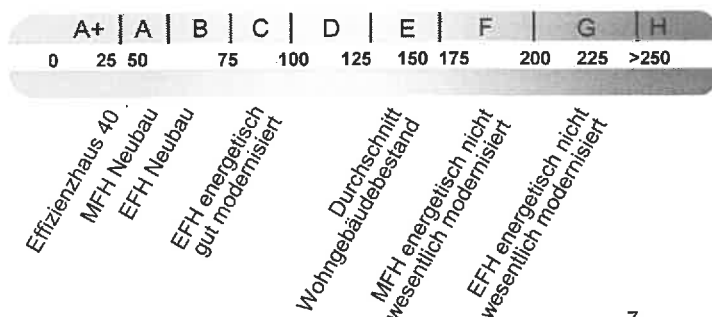 A+ A B C D E F G H
0 25 50 75 100 125 150 175 200 225 >250
Effizienzhaus 40
MFH Neubau
EFH Neubau
EFH energetisch
gut modernisiert
Durchschnitt
Wohngebäudebestand
MFH energetisch nicht
wesentlich modernisiert
EFH energetisch nicht
wesentlich modernisiert
7